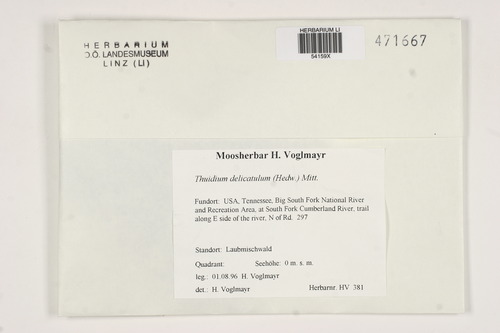 HERBARIUM
O.Ö. LANDESMUSEUM
LINZ (LI)
HERBARIUM LI
54159X
471667
Moosherbar H. Voglmayr
Thuidium delicatulum (Hedw.) Mitt.
Fundort: USA, Tennessee, Big South Fork National River
and Recreation Area, at South Fork Cumberland River, trail
along E side of the river, N of Rd. 297
Standort: Laubmischwald
Quadrant: Seehöhe: 0 m. s. m.
leg.: 01.08.96 H. Voglmayr
det.: H. Voglmayr Herbarnr. HV 381